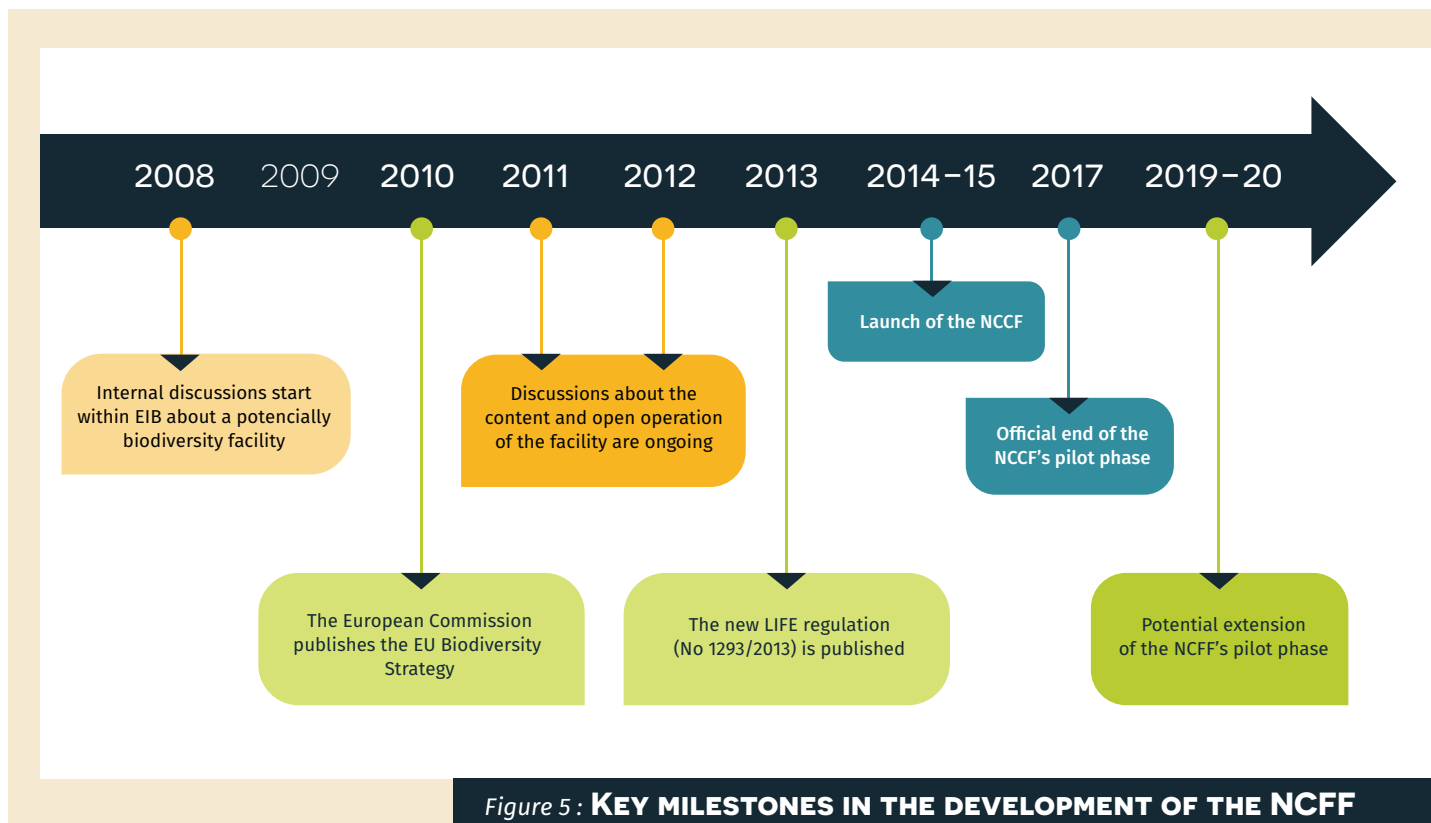 2008 2009 2010 2011 2012 2013 2014–15 2017 2019–20
Launch of the NCCF
Internal discussions start
within EIB about a potencially
biodiversity facility
Discussions about the
content and open operation
of the facility are ongoing
Official end of the
NCCF's pilot phase
The European Commission
publishes the EU Biodiversity
Strategy
The new LIFE regulation
(No 1293/2013) is published
Potential extension
of the NCFF's pilot phase
Figure 5 : KEY MILESTONES IN THE DEVELOPMENT OF THE NCFF